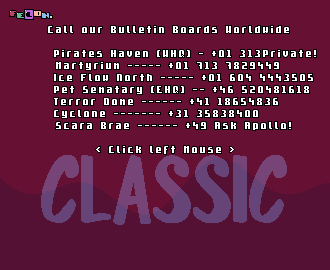 Call our Bulletin Boards Worldwide
Pirates Haven (WHQ) - +01 313Private!
Martyrium ----- +01 313 3829449
Ice Flow North ----- +01 604 4443505
Pet Sematary (EHQ) -- +46 520481618
Terror Dome ------ +41 18654836
Cyclone ------- +31 35838400
Scara Brae ------ +49 Ask Apollo!
< Click left Mouse >
CLASSIC